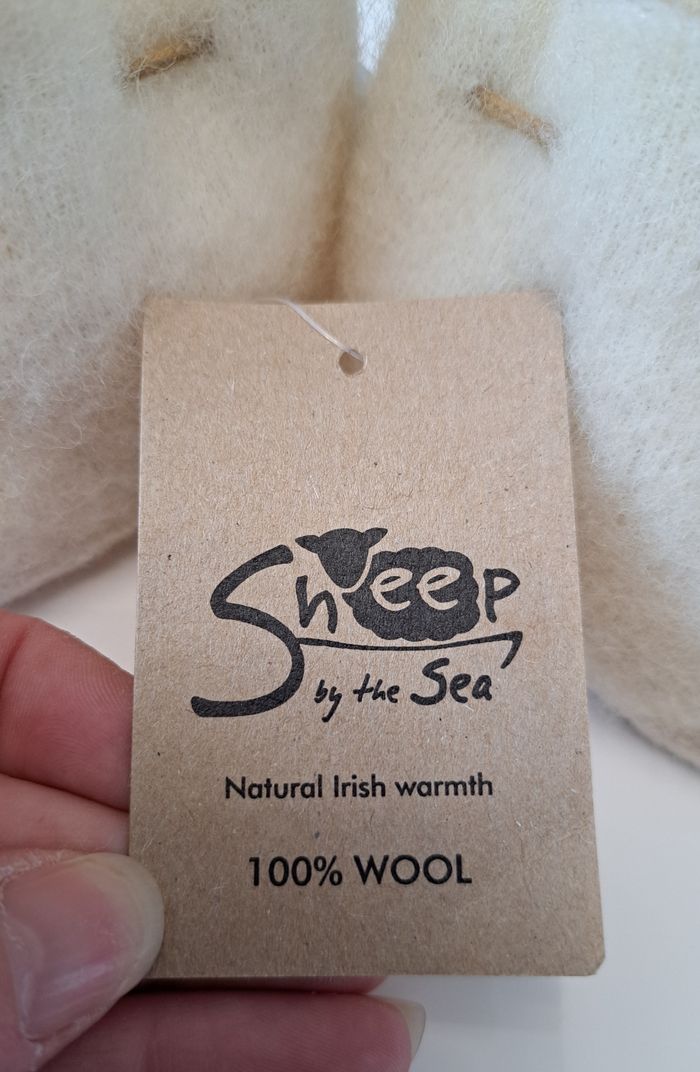 Sheep
by the Sea
Natural Irish warmth
100% WOOL